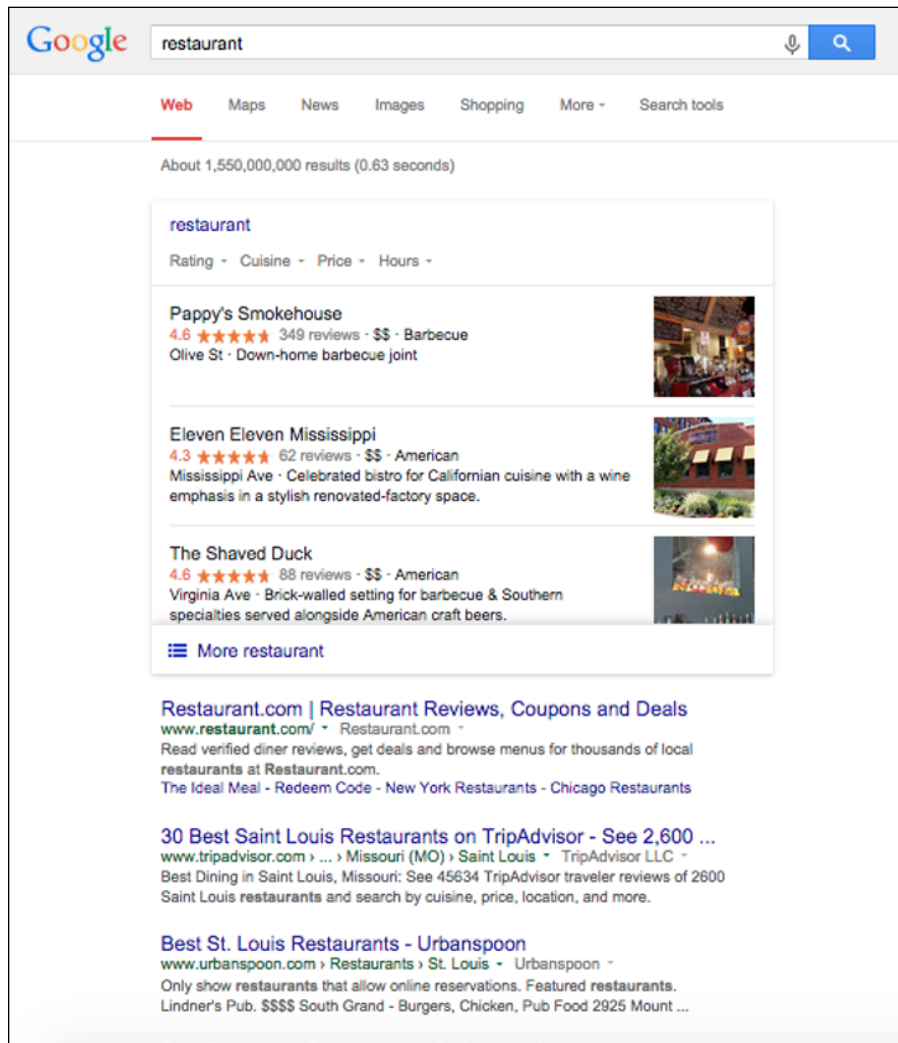 Google
restaurant
Web Maps News Images Shopping More Search tools
About 1,550,000,000 results (0.63 seconds)
restaurant
Rating Cuisine Price Hours
Pappy's Smokehouse
4.6 349 reviews · $$ · Barbecue
Olive St · Down-home barbecue joint
Eleven Eleven Mississippi
4.3 62 reviews · $$ · American
Mississippi Ave · Celebrated bistro for Californian cuisine with a wine
emphasis in a stylish renovated-factory space.
The Shaved Duck
4.6 88 reviews · $$ · American
Virginia Ave · Brick-walled setting for barbecue & Southern
specialties served alongside American craft beers.
More restaurant
Restaurant.com | Restaurant Reviews, Coupons and Deals
www.restaurant.com/ Restaurant.com
Read verified diner reviews, get deals and browse menus for thousands of local
restaurants at Restaurant.com.
The Ideal Meal - Redeem Code - New York Restaurants - Chicago Restaurants
30 Best Saint Louis Restaurants on TripAdvisor - See 2,600 ...
www.tripadvisor.com › ... › Missouri (MO) › Saint Louis TripAdvisor LLC
Best Dining in Saint Louis, Missouri: See 45634 TripAdvisor traveler reviews of 2600
Saint Louis restaurants and search by cuisine, price, location, and more.
Best St. Louis Restaurants - Urbanspoon
www.urbanspoon.com › Restaurants › St. Louis Urbanspoon
Only show restaurants that allow online reservations. Featured restaurants.
Lindner's Pub. $$$$ South Grand - Burgers, Chicken, Pub Food 2925 Mount ...